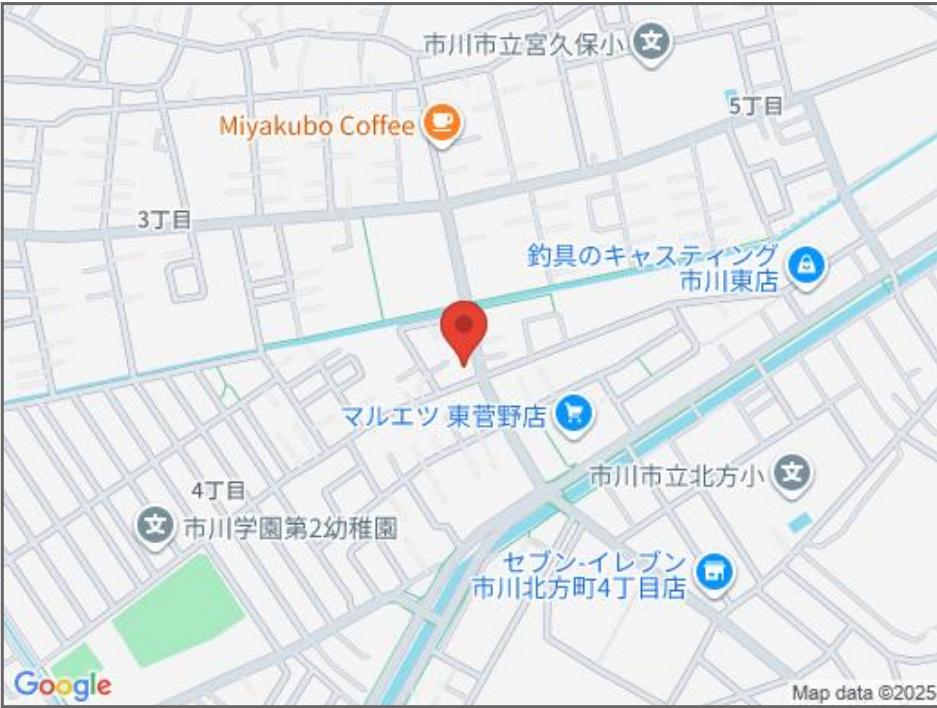 市川市立宮久保小
Miyakubo Coffee
5丁目
3丁目
釣具のキャスティング
市川東店
マルエツ 東菅野店
市川市立北方小
4丁目
市川学園第2幼稚園
セブン-イレブン
市川北方町4丁目店
Google
Map data ©2025